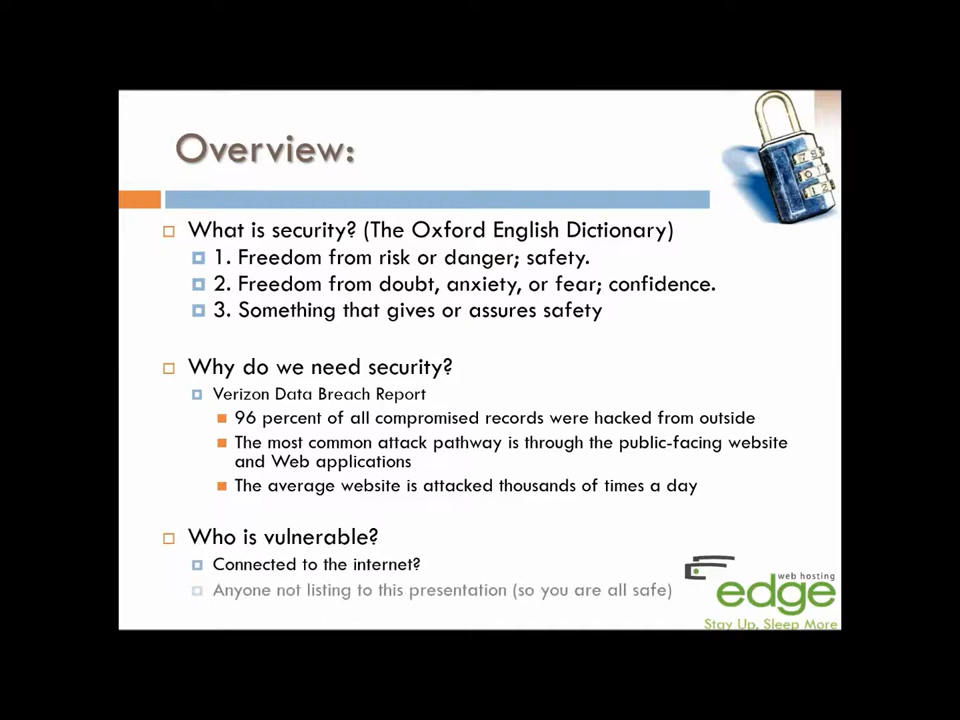 Overview:
What is security? (The Oxford English Dictionary)
1. Freedom from risk or danger; safety.
2. Freedom from doubt, anxiety, or fear; confidence.
3. Something that gives or assures safety
Why do we need security?
Verizon Data Breach Report
96 percent of all compromised records were hacked from outside
The most common attack pathway is through the public-facing website
and Web applications
The average website is attacked thousands of times a day
Who is vulnerable?
Connected to the internet?
Anyone not listing to this presentation (so you are all safe)
web hosting
edge
Stay Up, Sleep More